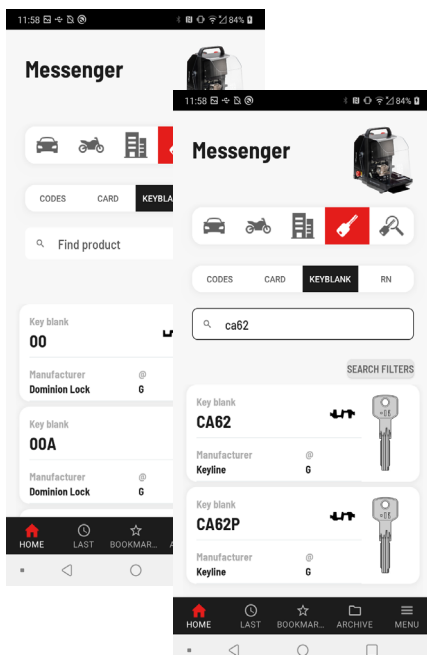 11:58 84%
Messenger
CODES CARD KEYBLA
Find product
Key blank
00
Manufacturer @
Dominion Lock G
Key blank
00A
Manufacturer @
Dominion Lock G
HOME LAST BOOKMAR... A
11:58 84%
Messenger
CODES CARD KEYBLANK RN
ca62
SEARCH FILTERS
Key blank
CA62
Manufacturer @
Keyline G
Key blank
CA62P
Manufacturer @
Keyline G
HOME LAST BOOKMAR... ARCHIVE MENU